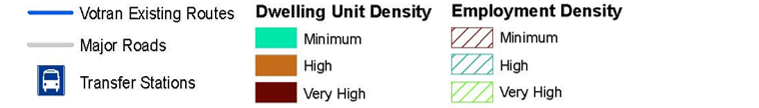 Votran Existing Routes
Major Roads
Transfer Stations
Dwelling Unit Density
Minimum
High
Very High
Employment Density
Minimum
High
Very High